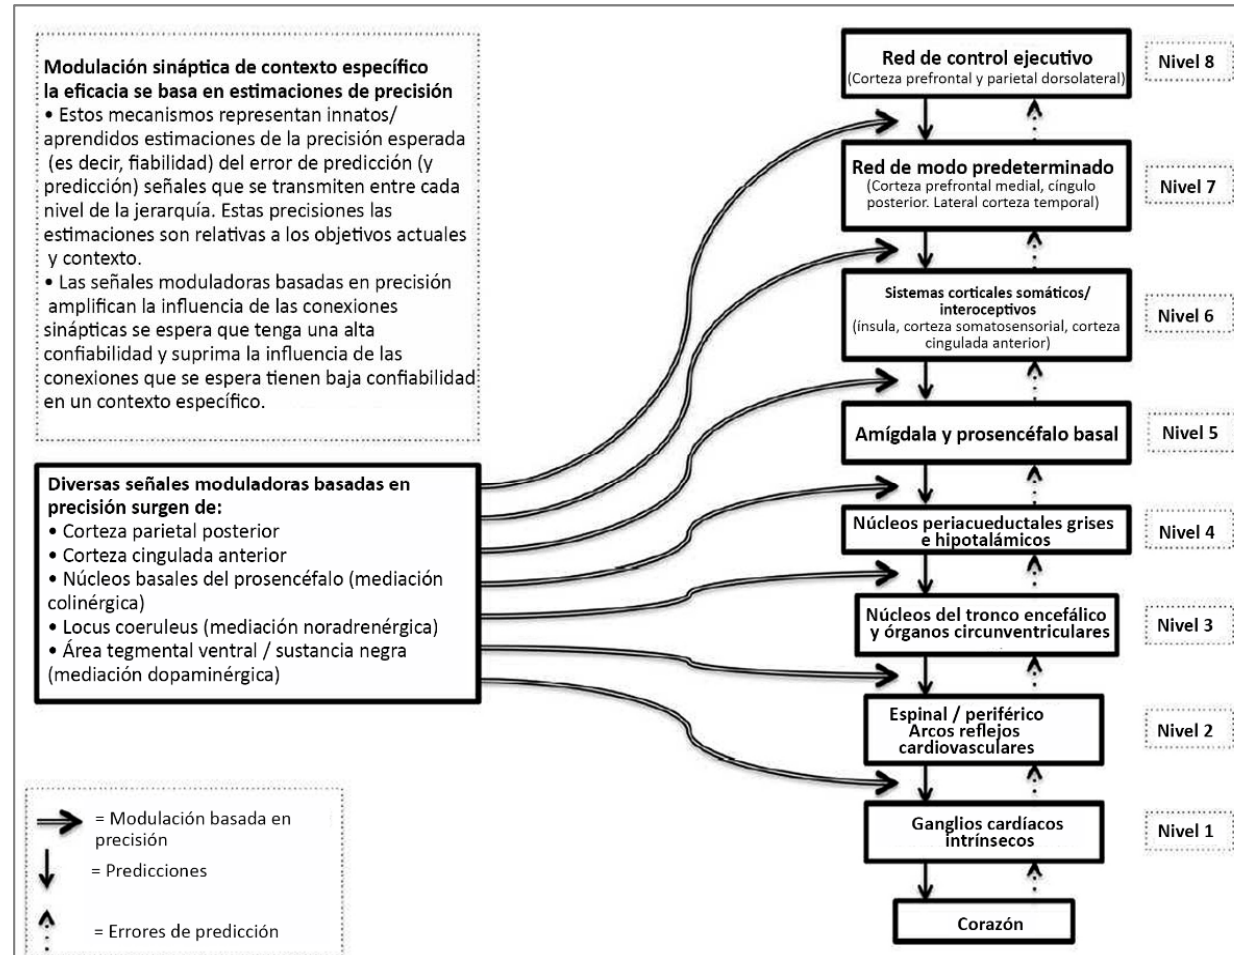 Modulación sináptica de contexto específico
la eficacia se basa en estimaciones de precisión
• Estos mecanismos representan innatos/
aprendidos estimaciones de la precisión esperada
(es decir, fiabilidad) del error de predicción (y
predicción) señales que se transmiten entre cada
nivel de la jerarquía. Estas precisiones las
estimaciones son relativas a los objetivos actuales
y contexto.
• Las señales moduladoras basadas en precisión
amplifican la influencia de las conexiones
sinápticas se espera que tenga una alta
confiabilidad y suprima la influencia de las
conexiones que se espera tienen baja confiabilidad
en un contexto específico.
Diversas señales moduladoras basadas en
precisión surgen de:
• Corteza parietal posterior
• Corteza cingulada anterior
• Núcleos basales del prosencéfalo (mediación
colinérgica)
• Locus coeruleus (mediación noradrenérgica)
• Área tegmental ventral / sustancia negra
(mediación dopaminérgica)
= Modulación basada en
precisión
= Predicciones
= Errores de predicción
Red de control ejecutivo
(Corteza prefrontal y parietal dorsolateral)
Nivel 8
Red de modo predeterminado
(Corteza prefrontal medial, cíngulo
posterior. Lateral corteza temporal)
Nivel 7
Sistemas corticales somáticos/
interoceptivos
(ínsula, corteza somatosensorial, corteza
cingulada anterior)
Nivel 6
Amígdala y prosencéfalo basal
Nivel 5
Núcleos periacueductales grises
e hipotalámicos
Nivel 4
Núcleos del tronco encefálico
y órganos circunventriculares
Nivel 3
Espinal / periférico
Arcos reflejos
cardiovasculares
Nivel 2
Ganglios cardíacos
intrínsecos
Nivel 1
Corazón